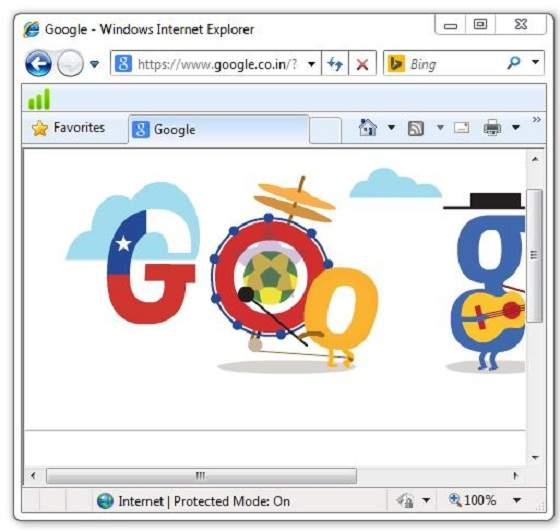 Google - Windows Internet Explorer
https://www.google.co.in/?
Bing
Favorites
Google
G o o g
Internet | Protected Mode: On
100%